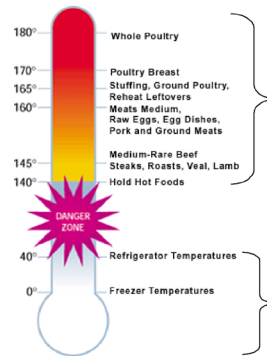 180° Whole Poultry
170° Poultry Breast
165° Stuffing, Ground Poultry,
Reheat Leftovers
160° Meats Medium,
Raw Eggs, Egg Dishes,
Pork and Ground Meats
Medium-Rare Beef
145° Steaks, Roasts, Veal, Lamb
140° Hold Hot Foods
DANGER
ZONE
40° Refrigerator Temperatures
0° Freezer Temperatures